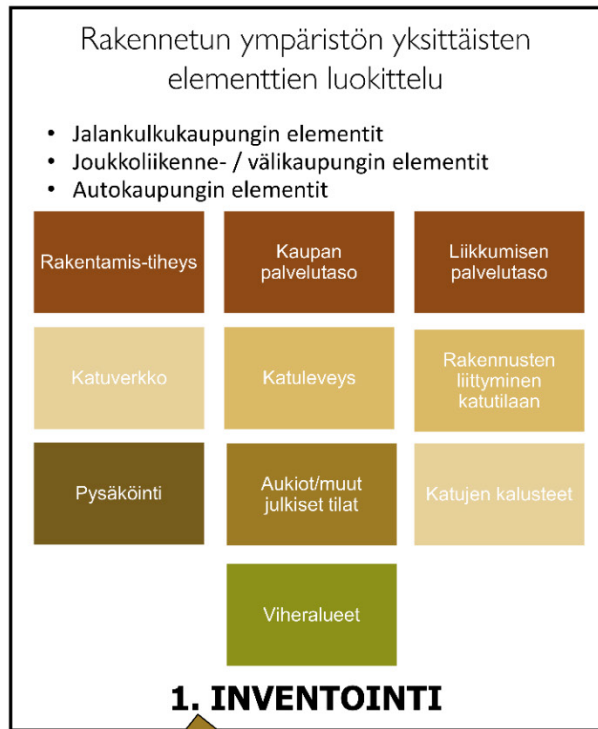 Rakennetun ympäristön yksittäisten
elementtien luokittelu
• Jalankulkukaupungin elementit
• Joukkoliikenne- / välikaupungin elementit
• Autokaupungin elementit
Rakentamis-tiheys
Kaupan
palvelutaso
Liikkumisen
palvelutaso
Katuverkko
Katuleveys
Rakennusten
liittyminen
katutilaan
Pysäköinti
Aukiot/muut
julkiset tilat
Katujen kalusteet
Viheralueet
1. INVENTOINTI